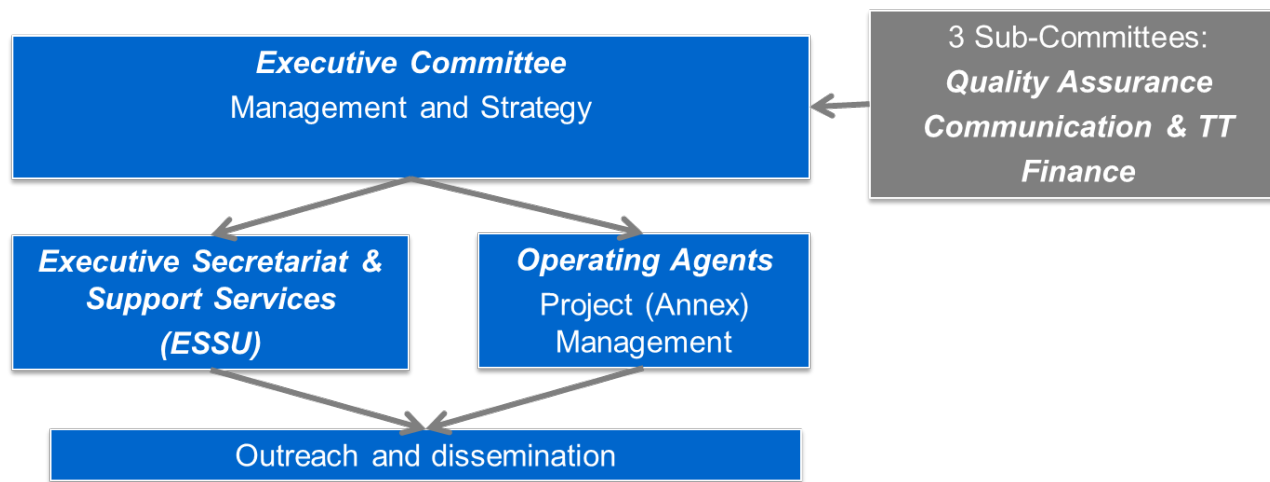 Executive Committee
Management and Strategy
3 Sub-Committees:
Quality Assurance
Communication & TT
Finance
Executive Secretariat &
Support Services
(ESSU)
Operating Agents
Project (Annex)
Management
Outreach and dissemination